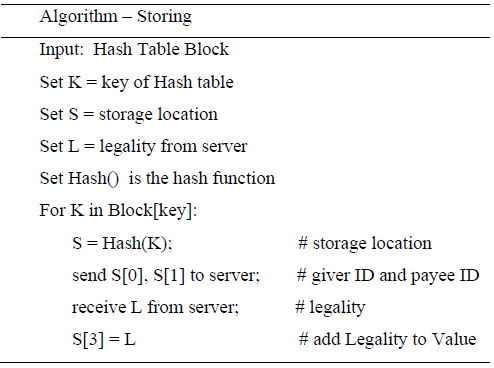 Algorithm – Storing
Input: Hash Table Block
Set K = key of Hash table
Set S = storage location
Set L = legality from server
Set Hash() is the hash function
For K in Block[key]:
S = Hash(K); # storage location
send S[0], S[1] to server; # giver ID and payee ID
receive L from server; # legality
S[3] = L # add Legality to Value